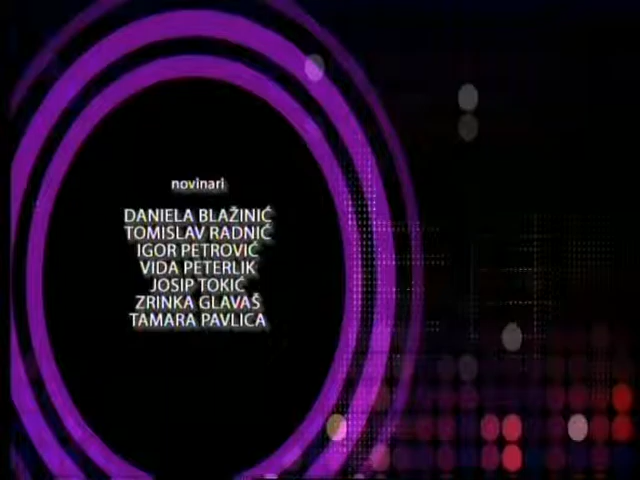 novinari
DANIELA BLAŽINIĆ
TOMISLAV RADNIĆ
IGOR PETROVIĆ
VIDA PETERLIK
JOSIP TOKIĆ
ZRINKA GLAVAŠ
TAMARA PAVLICA